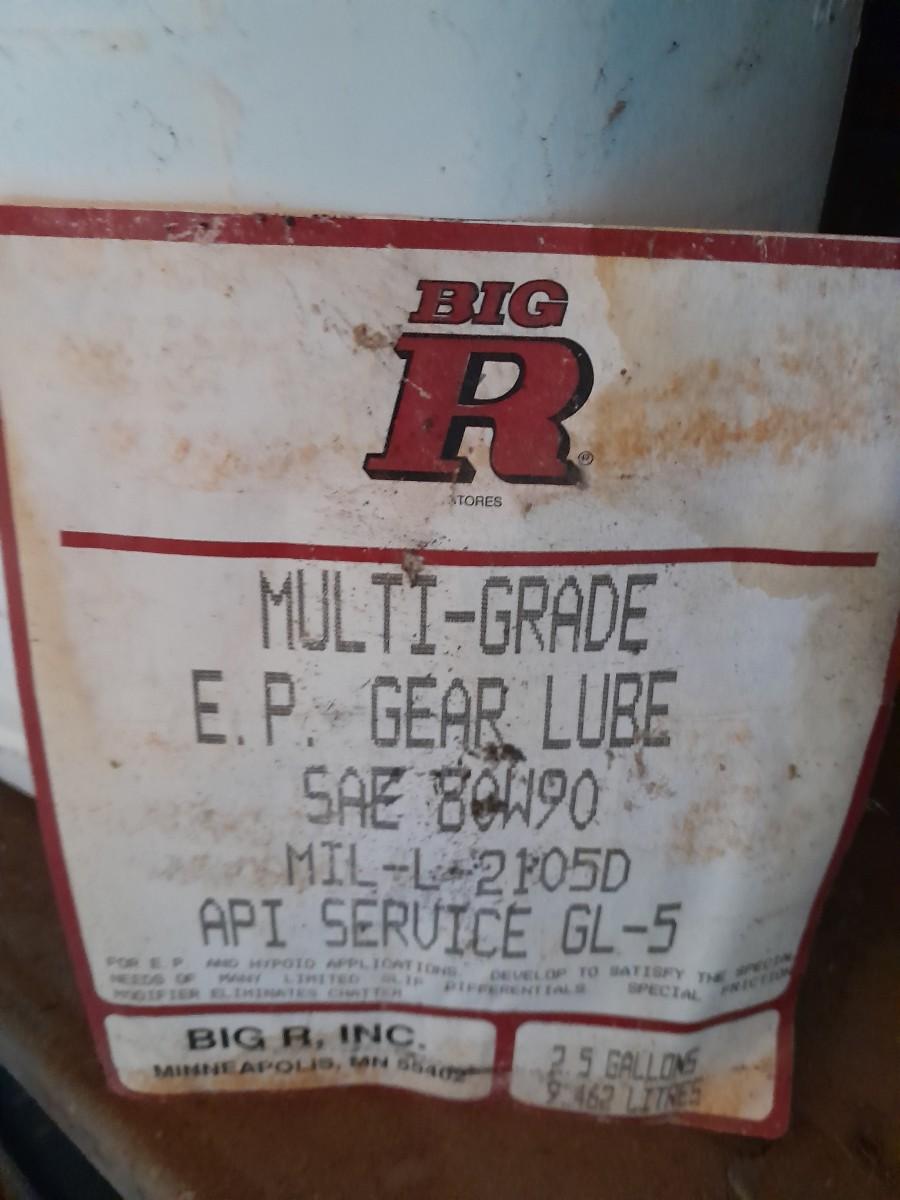 BIG
R®
STORES
MULTI-GRADE
E.P. GEAR LUBE
SAE 80W90
MIL-L-2105D
API SERVICE GL-5
FOR E.P. AND HYPOID APPLICATIONS. DEVELOP TO SATISFY THE SPECIAL
NEEDS OF MANY LIMITED SLIP DIFFERENTIALS SPECIAL FRICTION
MODIFIER ELIMINATES CHATTER
BIG R, INC.
MINNEAPOLIS, MN 55402
2.5 GALLONS
9.462 LITRES